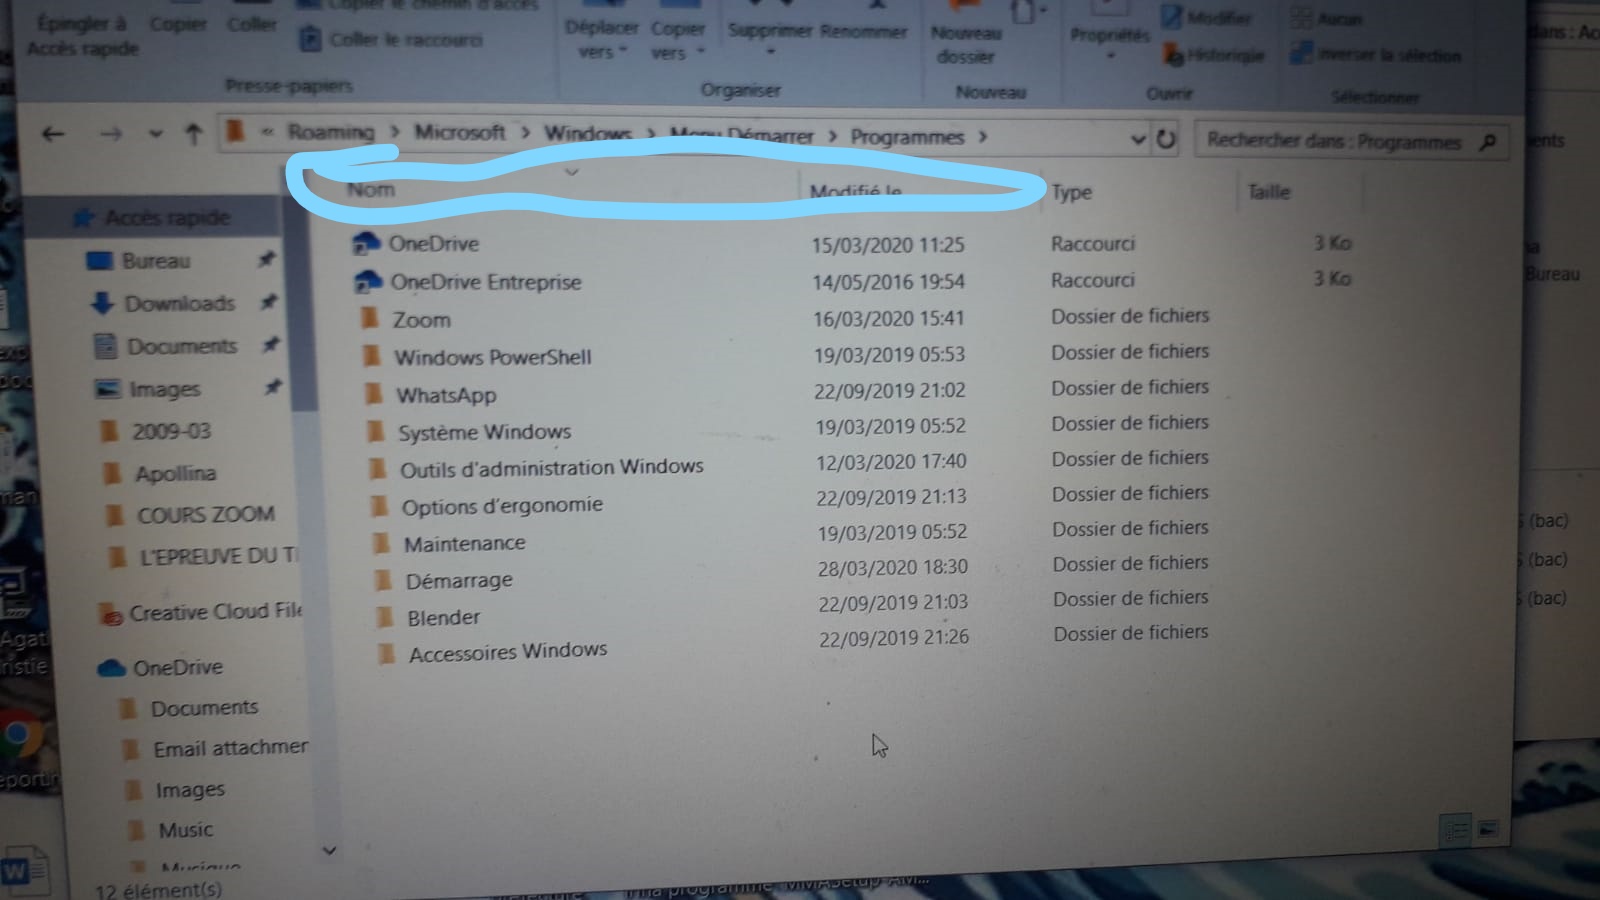 Épingler à
Accès rapide
Copier
Coller
Copier le chemin d'accès
Coller le raccourci
Presse-papiers
Déplacer
vers
Copier
vers
Supprimer
Renommer
Organiser
Nouveau
dossier
Nouveau
Propriétés
Modifier
Historique
Ouvrir
Aucun
Inverser la sélection
Sélectionner
« Roaming > Microsoft > Windows > Menu Démarrer > Programmes >
Rechercher dans : Programmes
Nom
Modifié le
Type
Taille
Accès rapide
Bureau
Downloads
Documents
Images
2009-03
Apollina
COURS ZOOM
L'EPREUVE DU TI
Creative Cloud File
OneDrive
Documents
Email attachmer
Images
Music
Musique
12 élément(s)
OneDrive 15/03/2020 11:25 Raccourci 3 Ko
OneDrive Entreprise 14/05/2016 19:54 Raccourci 3 Ko
Zoom 16/03/2020 15:41 Dossier de fichiers
Windows PowerShell 19/03/2019 05:53 Dossier de fichiers
WhatsApp 22/09/2019 21:02 Dossier de fichiers
Système Windows 19/03/2019 05:52 Dossier de fichiers
Outils d'administration Windows 12/03/2020 17:40 Dossier de fichiers
Options d'ergonomie 22/09/2019 21:13 Dossier de fichiers
Maintenance 19/03/2019 05:52 Dossier de fichiers
Démarrage 28/03/2020 18:30 Dossier de fichiers
Blender 22/09/2019 21:03 Dossier de fichiers
Accessoires Windows 22/09/2019 21:26 Dossier de fichiers
dans : Ac
ents
Bureau
(bac)
(bac)
(bac)
Agat
ristie
W
programme